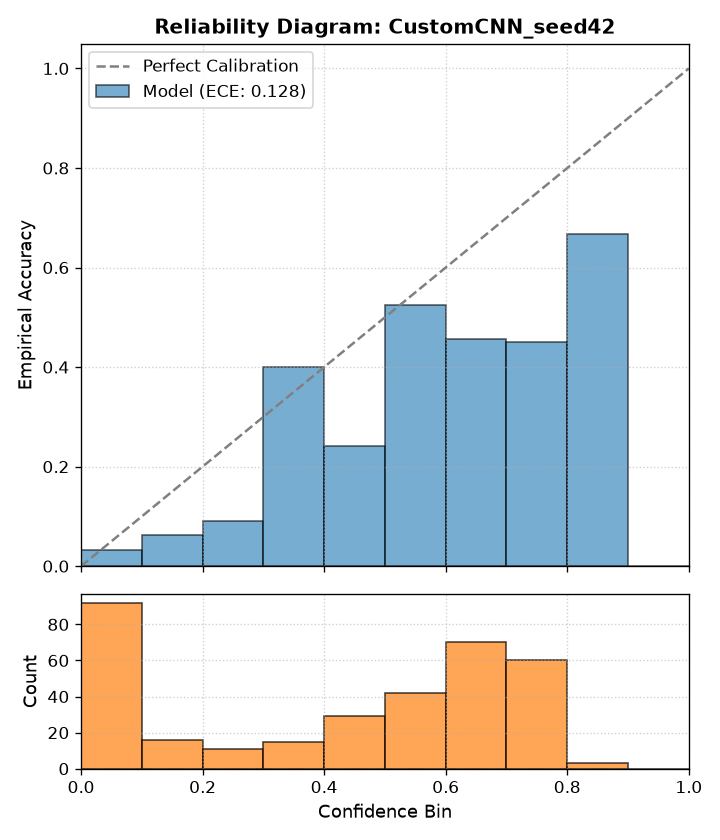 Reliability Diagram: CustomCNN_seed42
Perfect Calibration
Model (ECE: 0.128)
1.0
0.8
0.6
0.4
0.2
0.0
Empirical Accuracy
80
60
40
20
0
Count
0.0 0.2 0.4 0.6 0.8 1.0
Confidence Bin